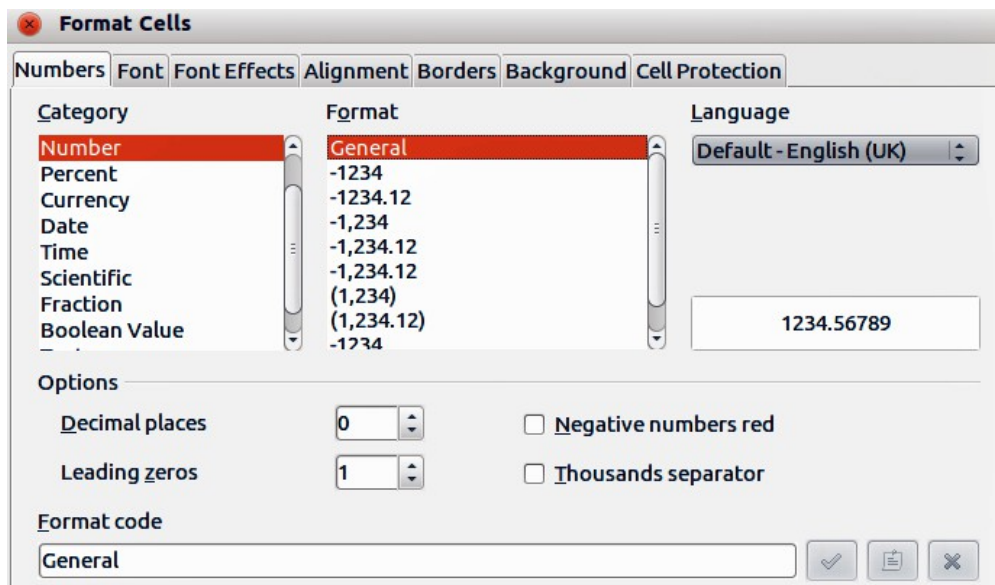 Format Cells
Numbers Font Font Effects Alignment Borders Background Cell Protection
Category
Number
Percent
Currency
Date
Time
Scientific
Fraction
Boolean Value
Format
General
-1234
-1234.12
-1,234
-1,234.12
-1,234.12
(1,234)
(1,234.12)
-1234
Language
Default - English (UK)
1234.56789
Options
Decimal places 0
Negative numbers red
Leading zeros 1
Thousands separator
Format code
General